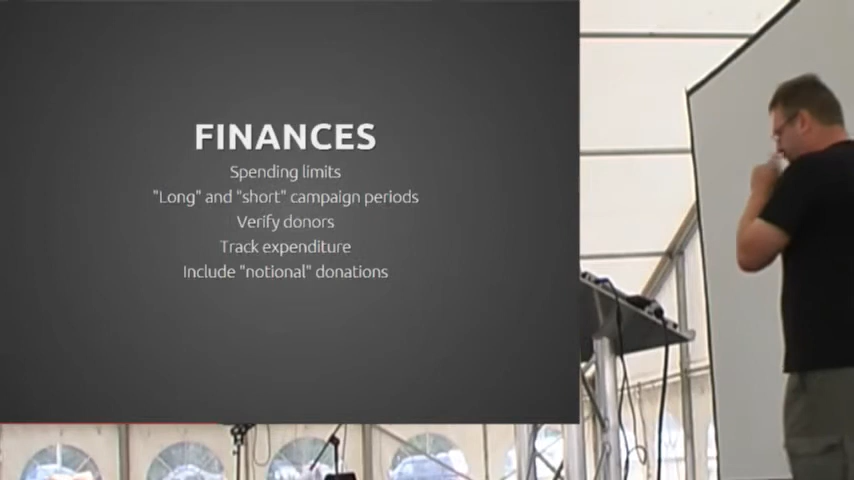 FINANCES
Spending limits
"Long" and "short" campaign periods
Verify donors
Track expenditure
Include "notional" donations